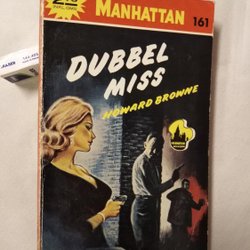 MANHATTAN 161
DUBBEL
MISS
HOWARD BROWNE